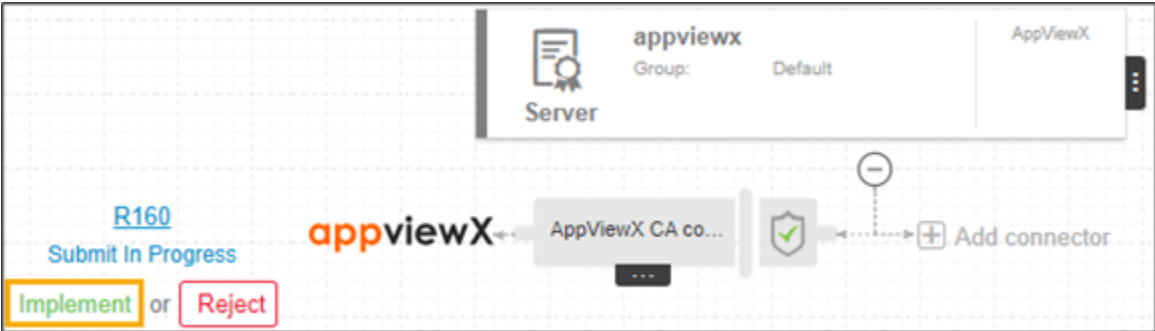 appviewx
AppViewX
Group: Default
Server
R160
Submit In Progress
Implement or Reject
appviewX
AppViewX CA co...
Add connector